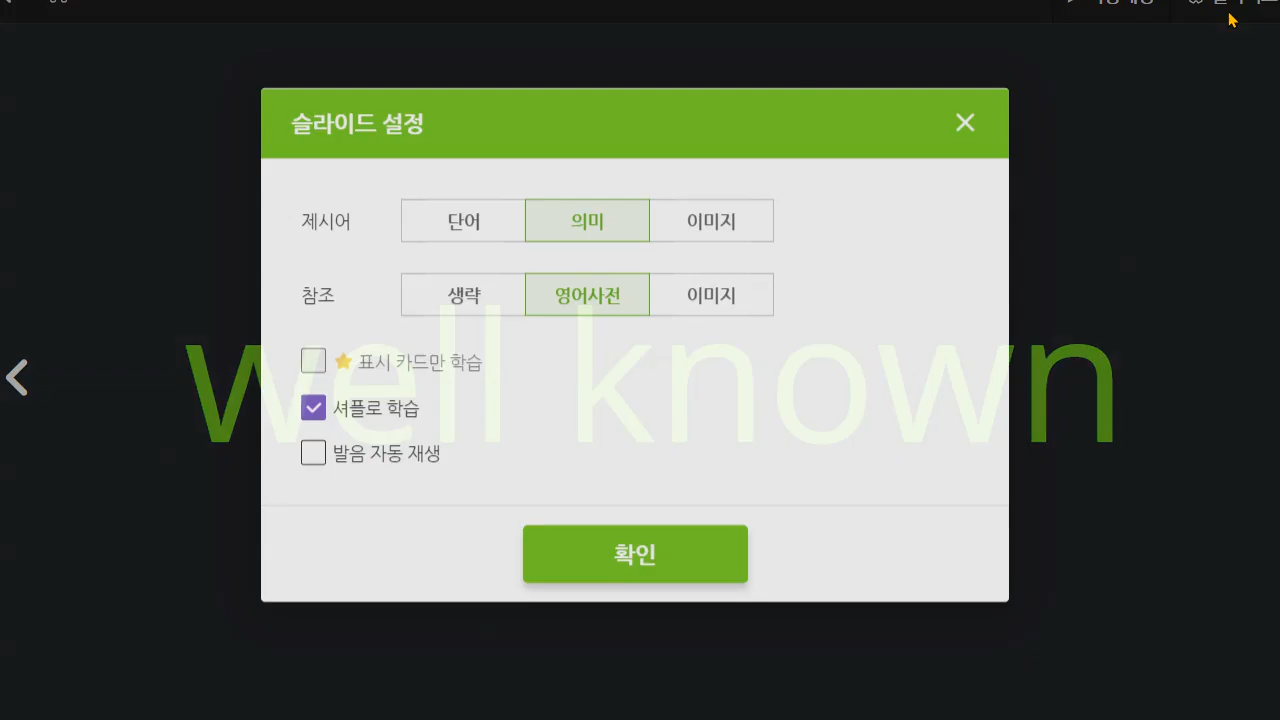 슬라이드 설정
제시어 단어 의미 이미지
참조 생략 영어사전 이미지
표시 카드만 학습
well known
셔플로 학습
발음 자동 재생
확인